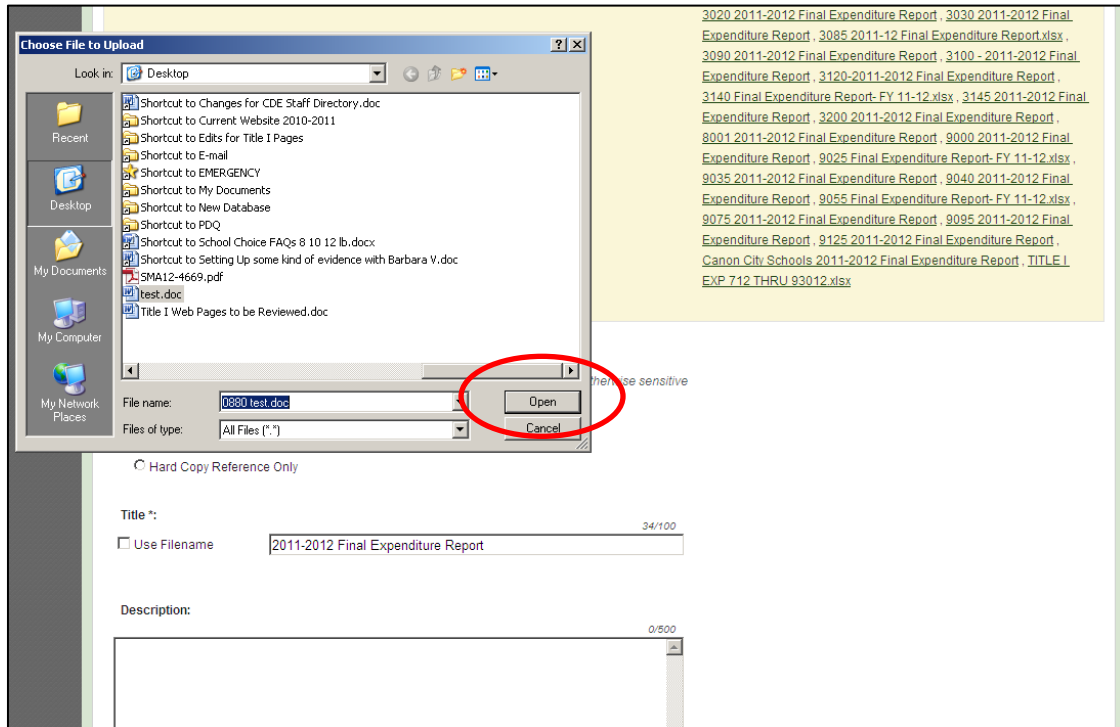 3020 2011-2012 Final Expenditure Report , 3030 2011-2012 Final
Expenditure Report , 3085 2011-12 Final Expenditure Report.xlsx ,
3090 2011-2012 Final Expenditure Report , 3100 - 2011-2012 Final
Expenditure Report , 3120-2011-2012 Final Expenditure Report ,
3140 Final Expenditure Report- FY 11-12.xlsx , 3145 2011-2012 Final
Expenditure Report , 3200 2011-2012 Final Expenditure Report ,
8001 2011-2012 Final Expenditure Report , 9000 2011-2012 Final
Expenditure Report , 9025 Final Expenditure Report- FY 11-12.xlsx ,
9035 2011-2012 Final Expenditure Report , 9040 2011-2012 Final
Expenditure Report , 9055 Final Expenditure Report- FY 11-12.xlsx ,
9075 2011-2012 Final Expenditure Report , 9095 2011-2012 Final
Expenditure Report , 9125 2011-2012 Final Expenditure Report ,
Canon City Schools 2011-2012 Final Expenditure Report , TITLE I
EXP 712 THRU 93012.xlsx
Choose File to Upload
Look in: Desktop
Recent
Desktop
My Documents
My Computer
My Network
Places
Shortcut to Changes for CDE Staff Directory.doc
Shortcut to Current Website 2010-2011
Shortcut to Edits for Title I Pages
Shortcut to E-mail
Shortcut to EMERGENCY
Shortcut to My Documents
Shortcut to New Database
Shortcut to PDQ
Shortcut to School Choice FAQs 8 10 12 lb.docx
Shortcut to Setting Up some kind of evidence with Barbara V.doc
SMA12-4669.pdf
test.doc
Title I Web Pages to be Reviewed.doc
File name: 0880 test.doc Open
Files of type: All Files (*.*) Cancel
therwise sensitive
Hard Copy Reference Only
Title *:
34/100
Use Filename 2011-2012 Final Expenditure Report
Description:
0/500